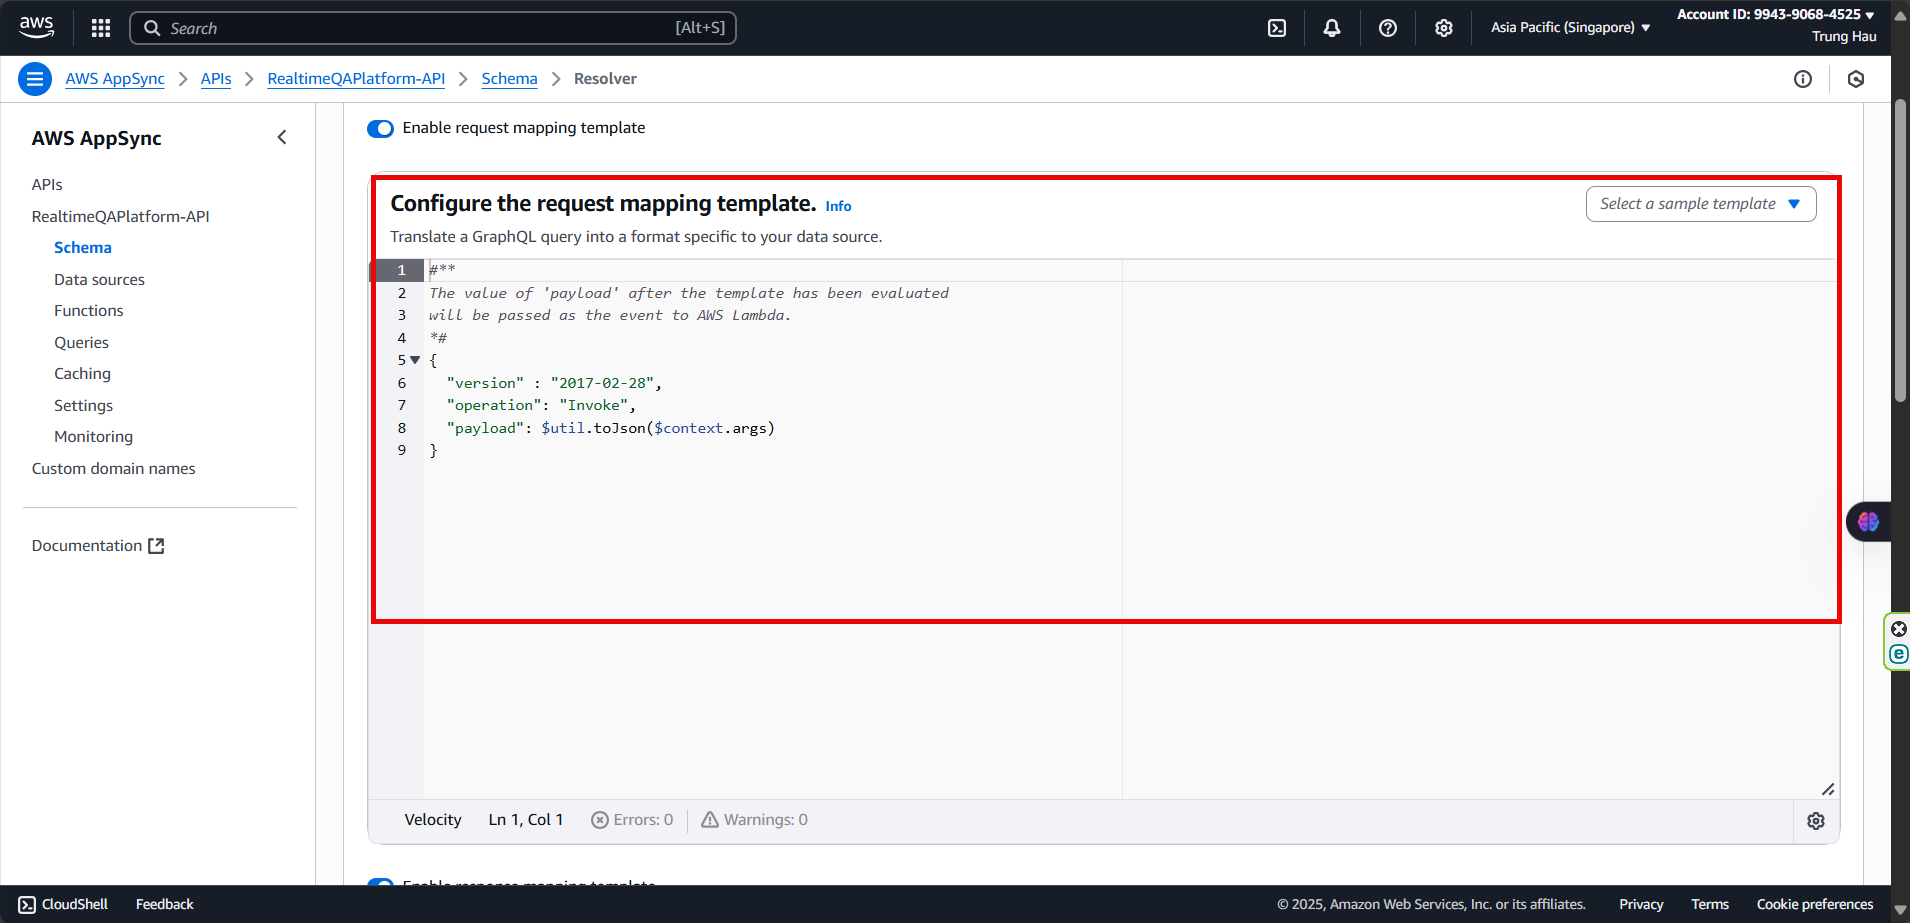 aws
Search [Alt+S]
Asia Pacific (Singapore)
Account ID: 9943-9068-4525
Trung Hau
AWS AppSync
APIs
RealtimeQAPlatform-API
Schema
Resolver
AWS AppSync
APIs
RealtimeQAPlatform-API
Schema
Data sources
Functions
Queries
Caching
Settings
Monitoring
Custom domain names
Documentation
Enable request mapping template
Configure the request mapping template. Info
Select a sample template
Translate a GraphQL query into a format specific to your data source.
1 #**
2 The value of 'payload' after the template has been evaluated
3 will be passed as the event to AWS Lambda.
4 *#
5 {
6 "version" : "2017-02-28",
7 "operation": "Invoke",
8 "payload": $util.toJson($context.args)
9 }
Velocity Ln 1, Col 1 Errors: 0 Warnings: 0
Enable response mapping template
CloudShell Feedback © 2025, Amazon Web Services, Inc. or its affiliates. Privacy Terms Cookie preferences